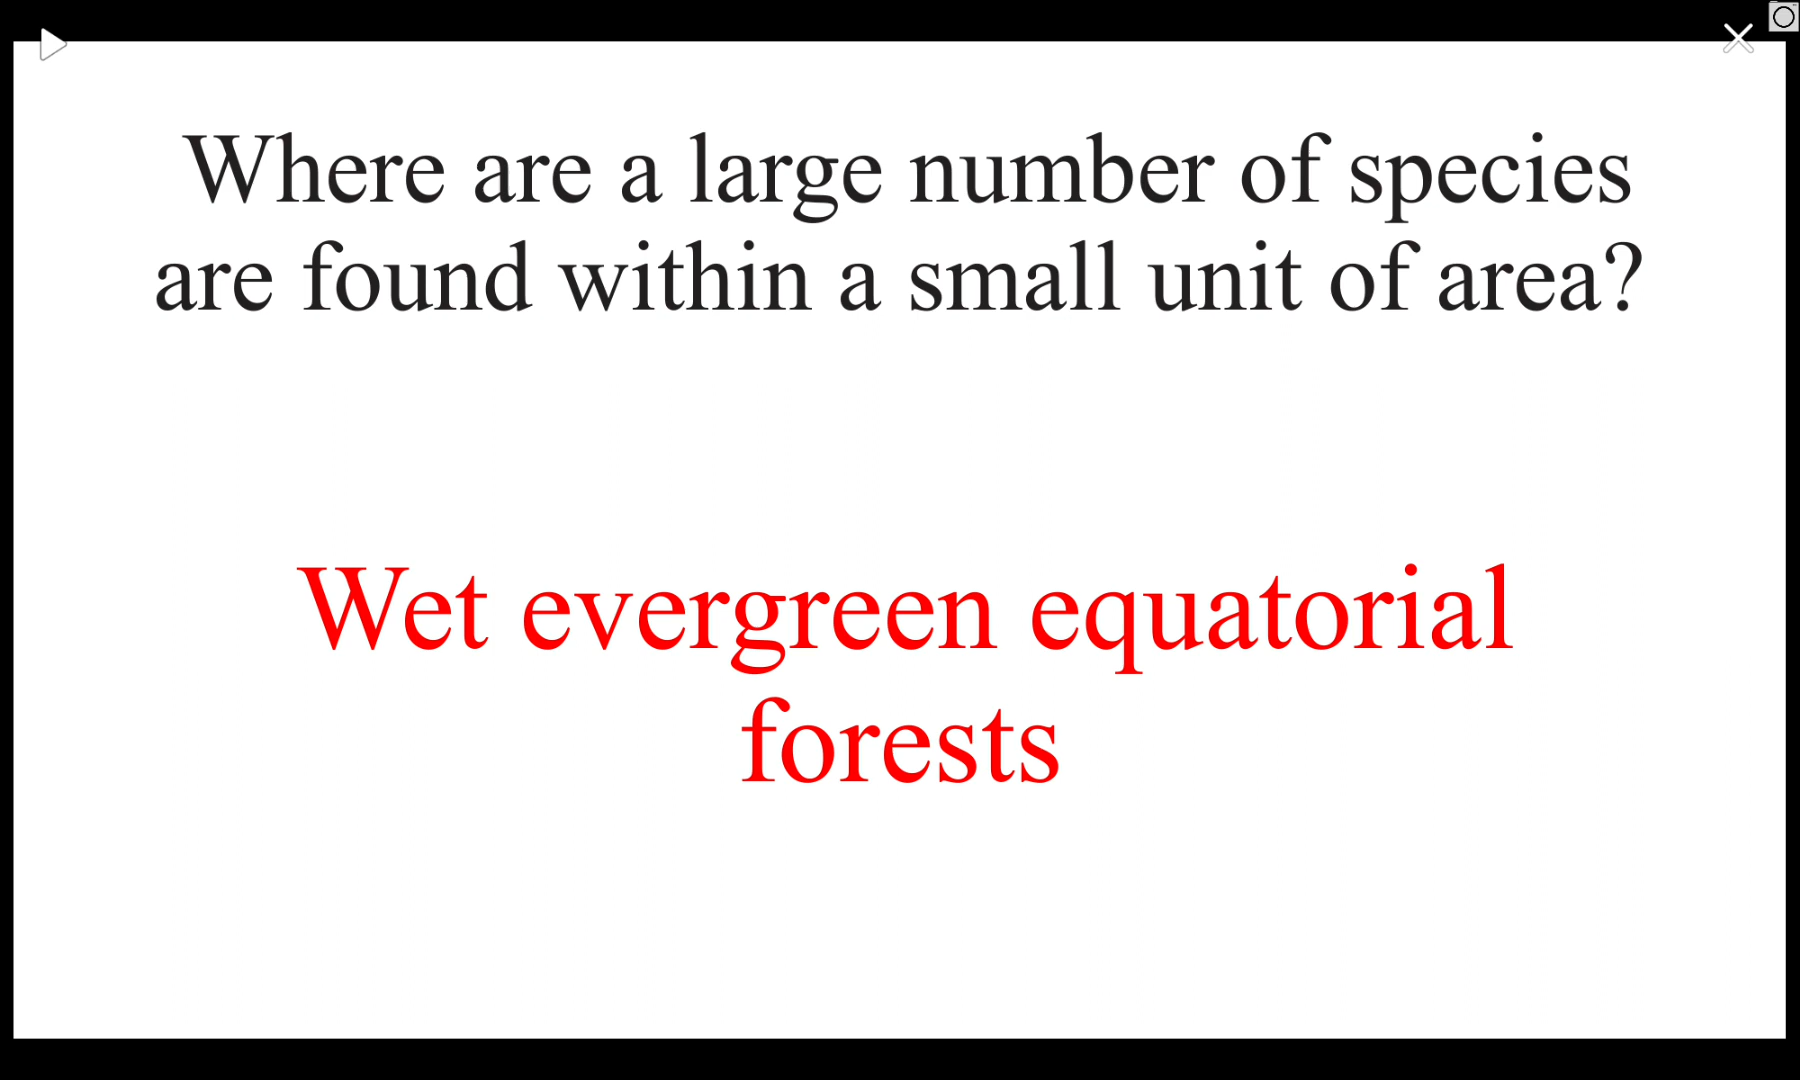 Where are a large number of species
are found within a small unit of area?
Wet evergreen equatorial
forests